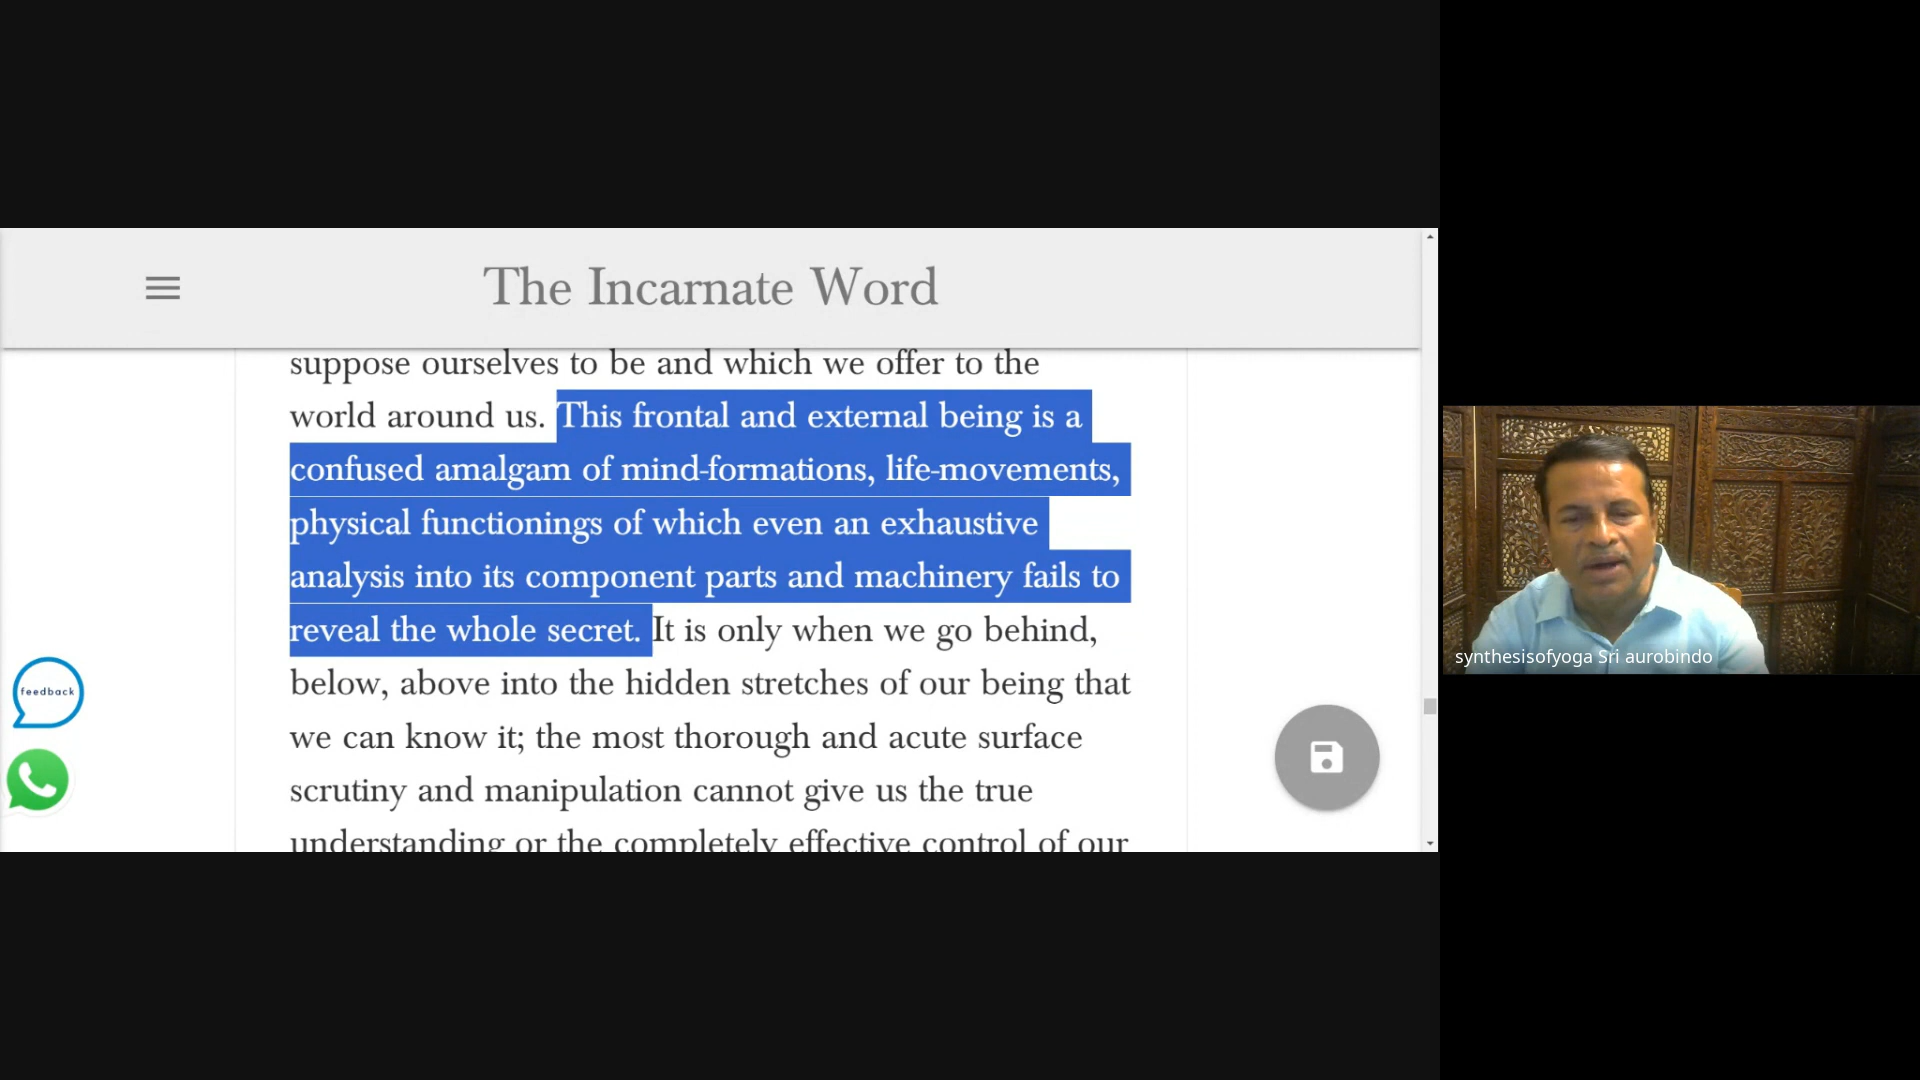 The Incarnate Word
suppose ourselves to be and which we offer to the
world around us. This frontal and external being is a
confused amalgam of mind-formations, life-movements,
physical functionings of which even an exhaustive
analysis into its component parts and machinery fails to
reveal the whole secret. It is only when we go behind,
below, above into the hidden stretches of our being that
we can know it; the most thorough and acute surface
scrutiny and manipulation cannot give us the true
understanding or the completely effective control of our
feedback
synthesisofyoga Sri aurobindo